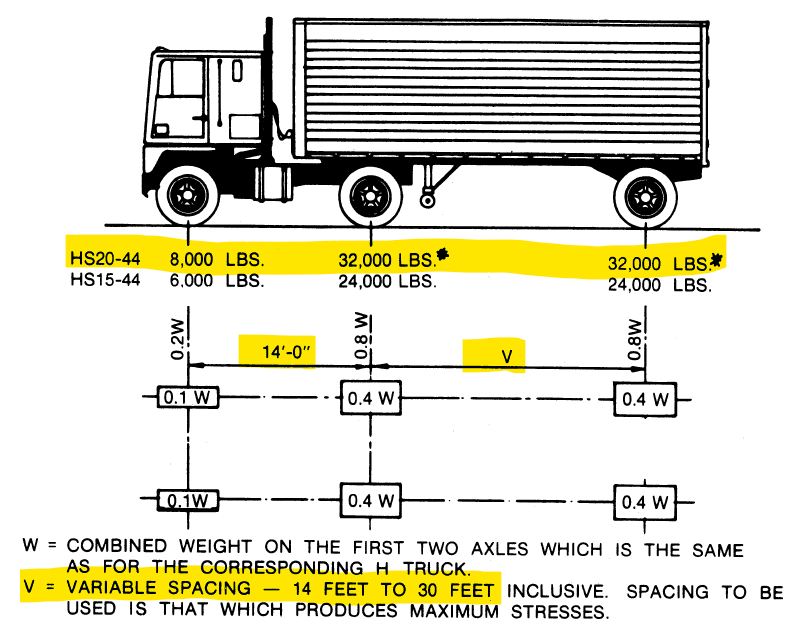 HS20-44 8,000 LBS. 32,000 LBS.* 32,000 LBS.*
HS15-44 6,000 LBS. 24,000 LBS. 24,000 LBS.
0.2W 0.8W 0.8W
14'-0" V
0.1 W 0.4 W 0.4 W
0.1W 0.4 W 0.4 W
W = COMBINED WEIGHT ON THE FIRST TWO AXLES WHICH IS THE SAME
AS FOR THE CORRESPONDING H TRUCK.
V = VARIABLE SPACING — 14 FEET TO 30 FEET INCLUSIVE. SPACING TO BE
USED IS THAT WHICH PRODUCES MAXIMUM STRESSES.